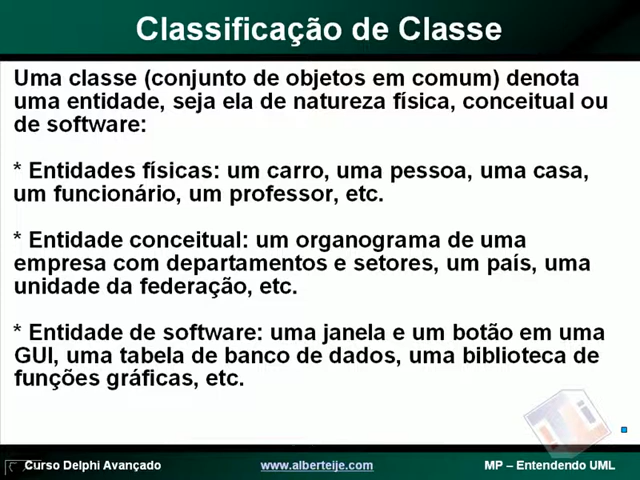 Classificação de Classe
Uma classe (conjunto de objetos em comum) denota
uma entidade, seja ela de natureza física, conceitual ou
de software:
* Entidades físicas: um carro, uma pessoa, uma casa,
um funcionário, um professor, etc.
* Entidade conceitual: um organograma de uma
empresa com departamentos e setores, um país, uma
unidade da federação, etc.
* Entidade de software: uma janela e um botão em uma
GUI, uma tabela de banco de dados, uma biblioteca de
funções gráficas, etc.
Curso Delphi Avançado
www.alberteije.com
MP – Entendendo UML